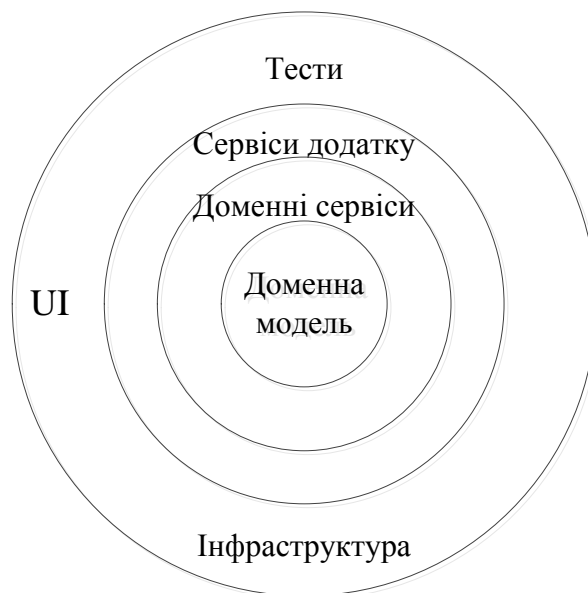 Тести
Сервіси додатку
Доменні сервіси
UI
Доменна
модель
Інфраструктура